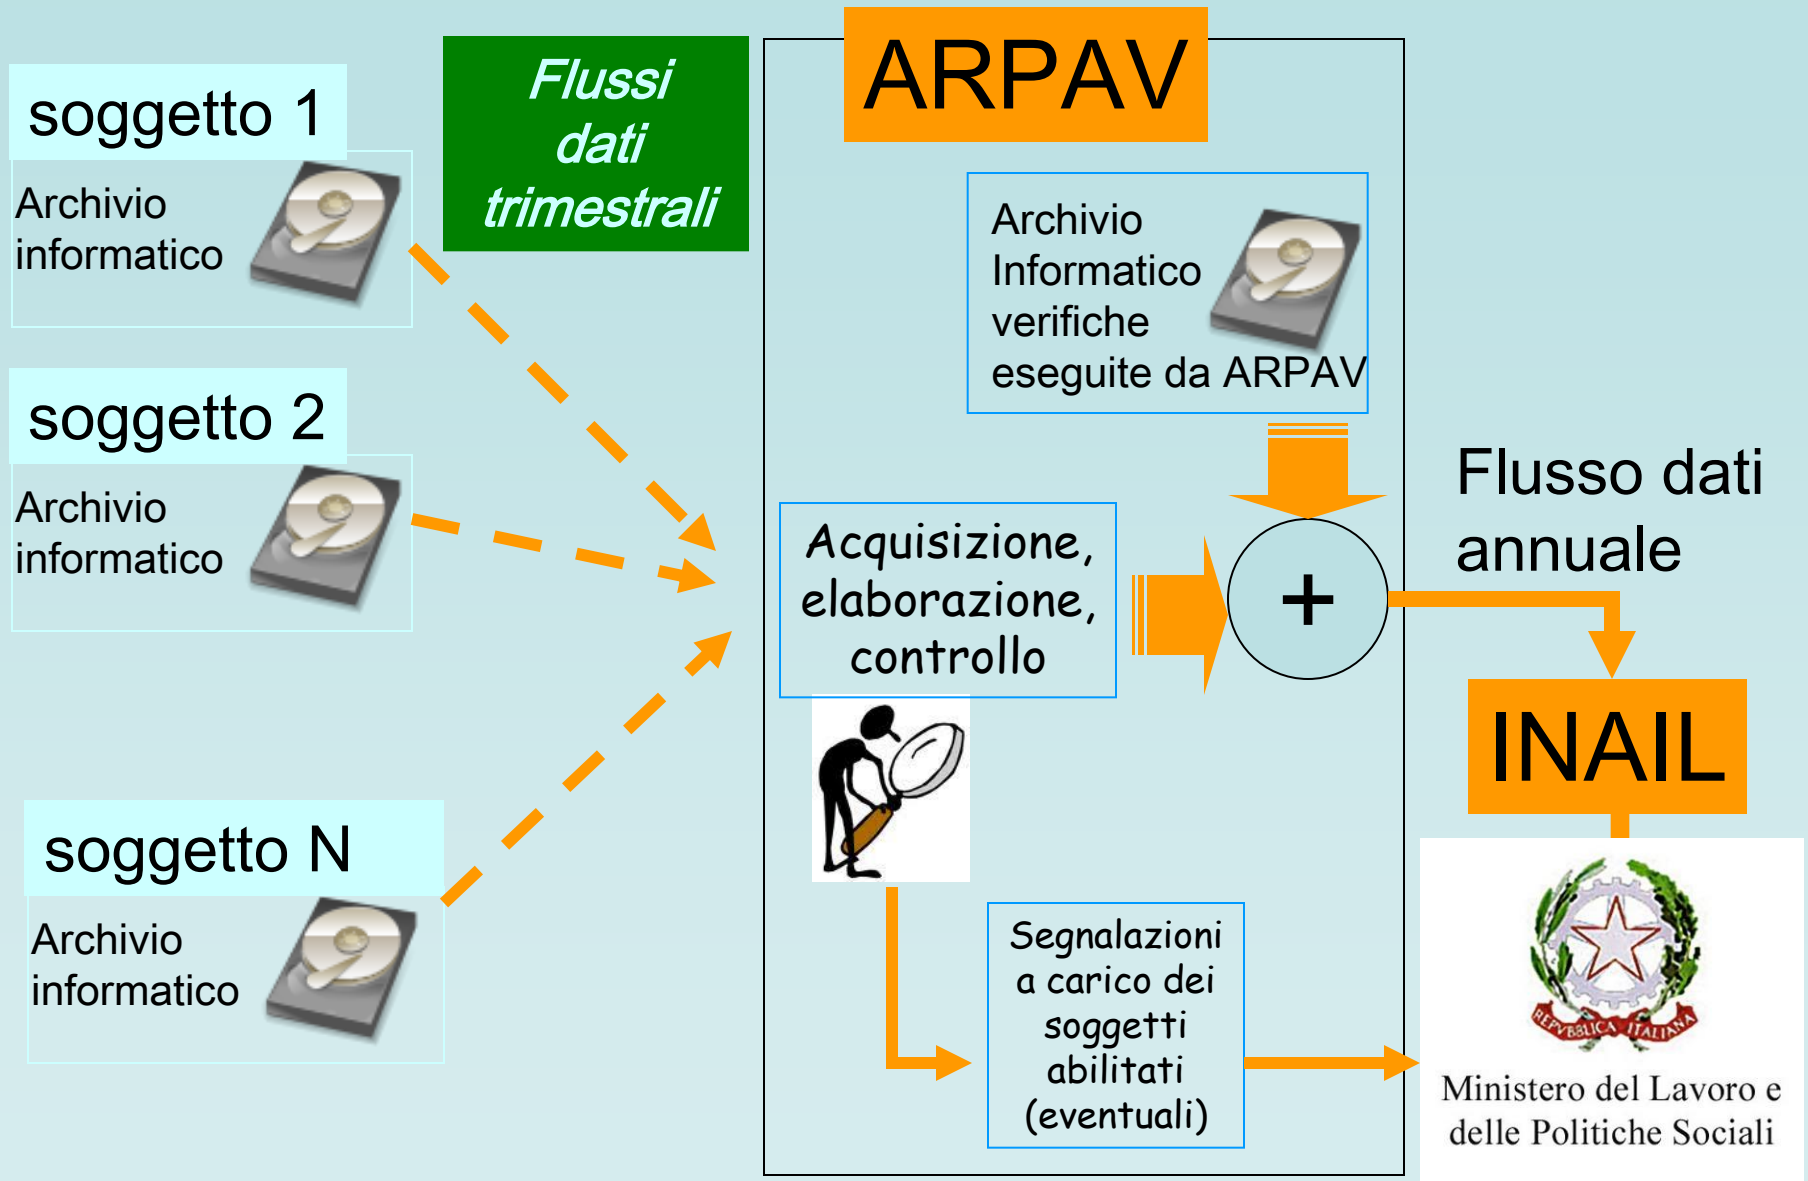 soggetto 1
Archivio
informatico
soggetto 2
Archivio
informatico
soggetto N
Archivio
informatico
Flussi
dati
trimestrali
ARPAV
Archivio
Informatico
verifiche
eseguite da ARPAV
Acquisizione,
elaborazione,
controllo
+
Segnalazioni
a carico dei
soggetti
abilitati
(eventuali)
Flusso dati
annuale
INAIL
REPVBBLICA ITALIANA
Ministero del Lavoro e
delle Politiche Sociali